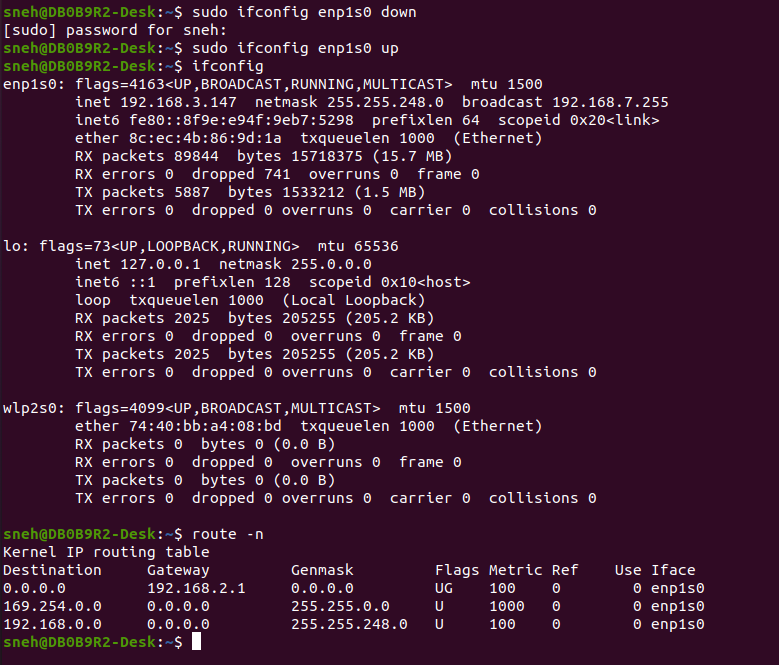 sneh@DB0B9R2-Desk:~$ sudo ifconfig enp1s0 down
[sudo] password for sneh:
sneh@DB0B9R2-Desk:~$ sudo ifconfig enp1s0 up
sneh@DB0B9R2-Desk:~$ ifconfig
enp1s0: flags=4163<UP,BROADCAST,RUNNING,MULTICAST>  mtu 1500
        inet 192.168.3.147  netmask 255.255.248.0  broadcast 192.168.7.255
        inet6 fe80::8f9e:e94f:9eb7:5298  prefixlen 64  scopeid 0x20<link>
        ether 8c:ec:4b:86:9d:1a  txqueuelen 1000  (Ethernet)
        RX packets 89844  bytes 15718375 (15.7 MB)
        RX errors 0  dropped 741  overruns 0  frame 0
        TX packets 5887  bytes 1533212 (1.5 MB)
        TX errors 0  dropped 0 overruns 0  carrier 0  collisions 0

lo: flags=73<UP,LOOPBACK,RUNNING>  mtu 65536
        inet 127.0.0.1  netmask 255.0.0.0
        inet6 ::1  prefixlen 128  scopeid 0x10<host>
        loop  txqueuelen 1000  (Local Loopback)
        RX packets 2025  bytes 205255 (205.2 KB)
        RX errors 0  dropped 0  overruns 0  frame 0
        TX packets 2025  bytes 205255 (205.2 KB)
        TX errors 0  dropped 0 overruns 0  carrier 0  collisions 0

wlp2s0: flags=4099<UP,BROADCAST,MULTICAST>  mtu 1500
        ether 74:40:bb:a4:08:bd  txqueuelen 1000  (Ethernet)
        RX packets 0  bytes 0 (0.0 B)
        RX errors 0  dropped 0  overruns 0  frame 0
        TX packets 0  bytes 0 (0.0 B)
        TX errors 0  dropped 0 overruns 0  carrier 0  collisions 0

sneh@DB0B9R2-Desk:~$ route -n
Kernel IP routing table
Destination     Gateway         Genmask         Flags Metric Ref    Use Iface
0.0.0.0         192.168.2.1     0.0.0.0         UG    100    0        0 enp1s0
169.254.0.0     0.0.0.0         255.255.0.0     U     1000   0        0 enp1s0
192.168.0.0     0.0.0.0         255.255.248.0   U     100    0        0 enp1s0
sneh@DB0B9R2-Desk:~$